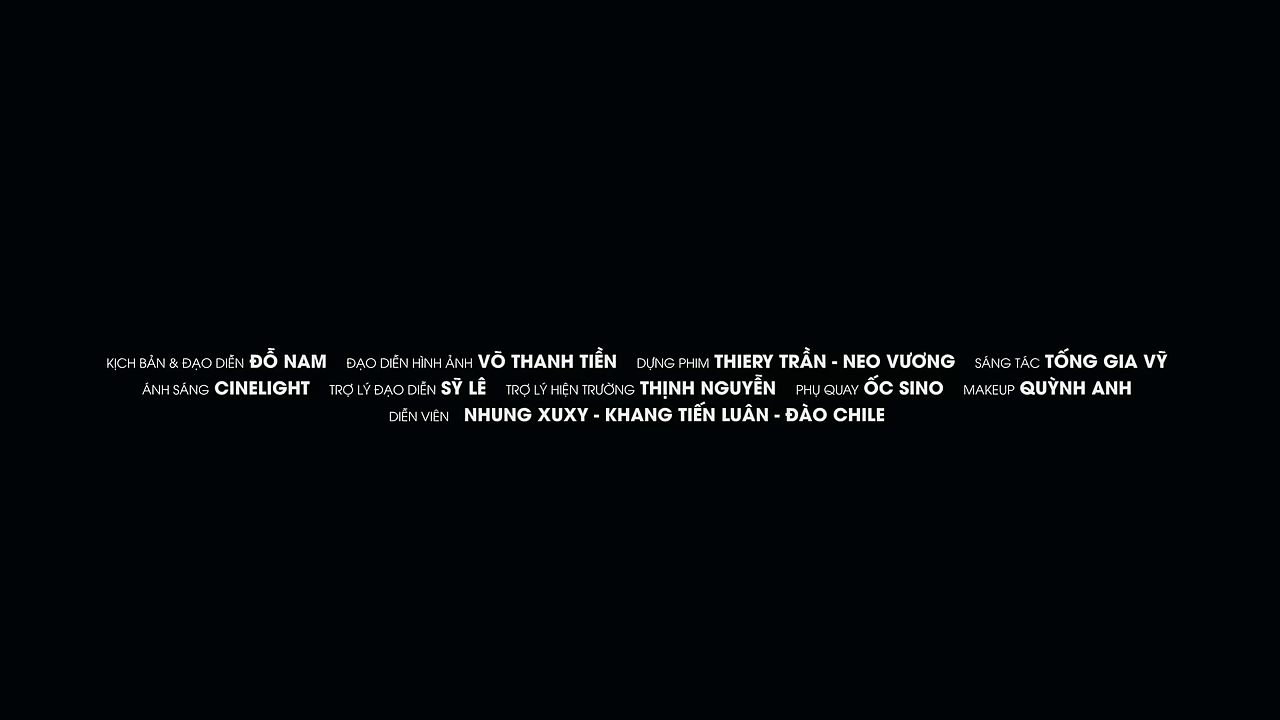 KỊCH BẢN & ĐẠO DIỄN ĐỖ NAM ĐẠO DIỄN HÌNH ẢNH VÕ THANH TIỀN DỰNG PHIM THIERY TRẦN - NEO VƯƠNG SÁNG TÁC TỐNG GIA VỸ
ÁNH SÁNG CINELIGHT TRỢ LÝ ĐẠO DIỄN SỸ LÊ TRỢ LÝ HIỆN TRƯỜNG THỊNH NGUYỄN PHỤ QUAY ỐC SINO MAKEUP QUỲNH ANH
DIỄN VIÊN NHUNG XUXY - KHANG TIẾN LUÂN - ĐÀO CHILE